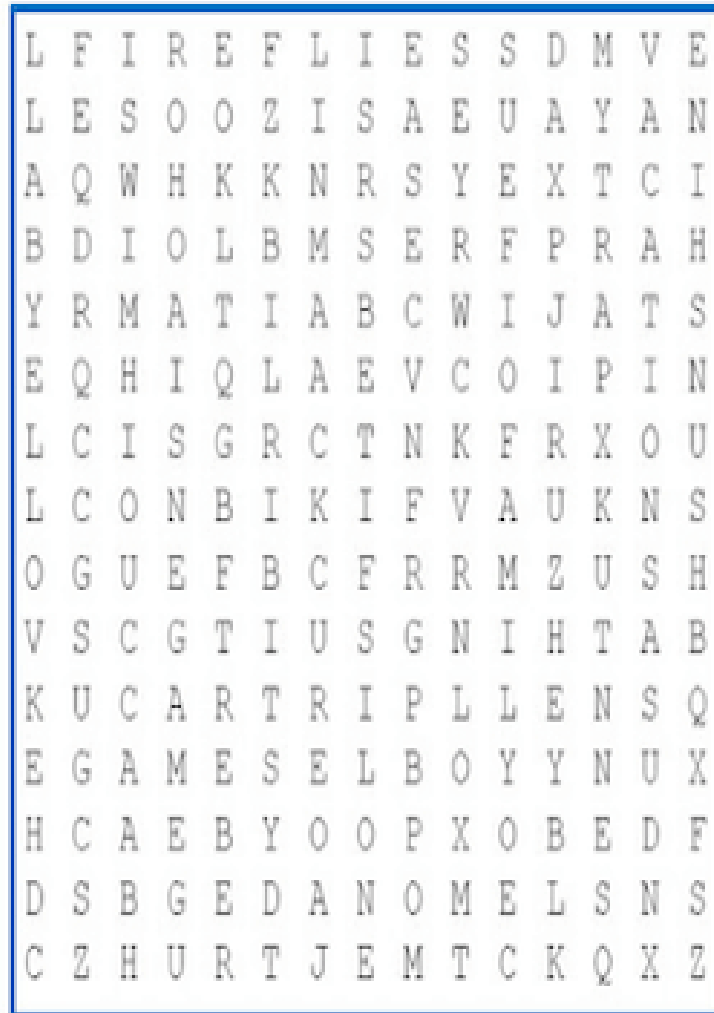 L F I R E F L I E S S D M V E
L E S O O Z I S A E U A Y A N
A Q W H K K N R S Y E X T C I
B D I O L B M S E R F P R A H
Y R M A T I A B C W I J A T S
E Q H I Q L A E V C O I P I N
L C I S G R C T N K F R X O U
L C O N B I K I F V A U K N S
O G U E F B C F R R M Z U S H
V S C G T I U S G N I H T A B
K U C A R T R I P L L E N S Q
E G A M E S E L B O Y Y N U X
H C A E B Y O O P X O B E D F
D S B G E D A N O M E L S N S
C Z H U R T J E M T C K Q X Z